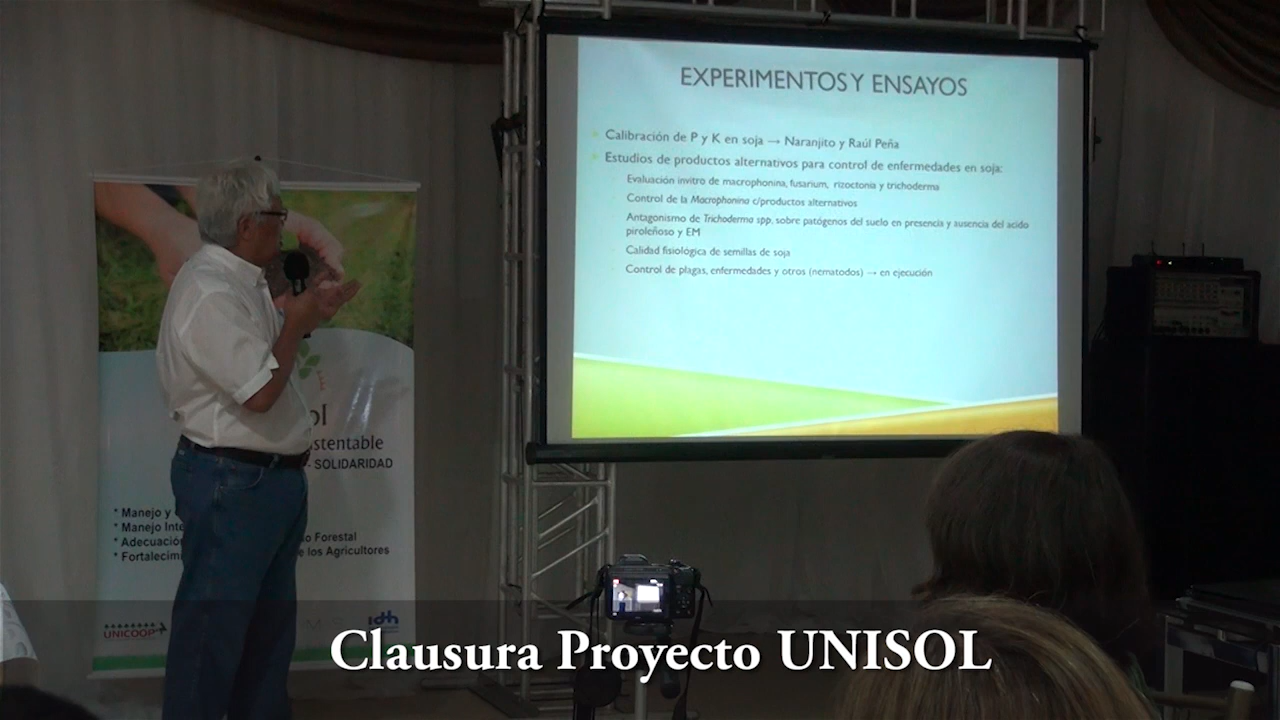 EXPERIMENTOS Y ENSAYOS
Calibración de P y K en soja → Naranjito y Raúl Peña
Estudios de productos alternativos para control de enfermedades en soja:
Evaluación invitro de macrophonina, fusarium, rizoctonia y trichoderma
Control de la Macrophonina c/productos alternativos
Antagonismo de Trichoderma spp. sobre patógenos del suelo en presencia y ausencia del acido
piroleñoso y EM
Calidad fisiológica de semillas de soja
Control de plagas, enfermedades y otros (nematodos) → en ejecución
ol
stentable
- SOLIDARIDAD
* Manejo y
* Manejo Inte
* Adecuación o Forestal
* Fortalecimi e los Agricultores
UNICOOP
idh
Clausura Proyecto UNISOL